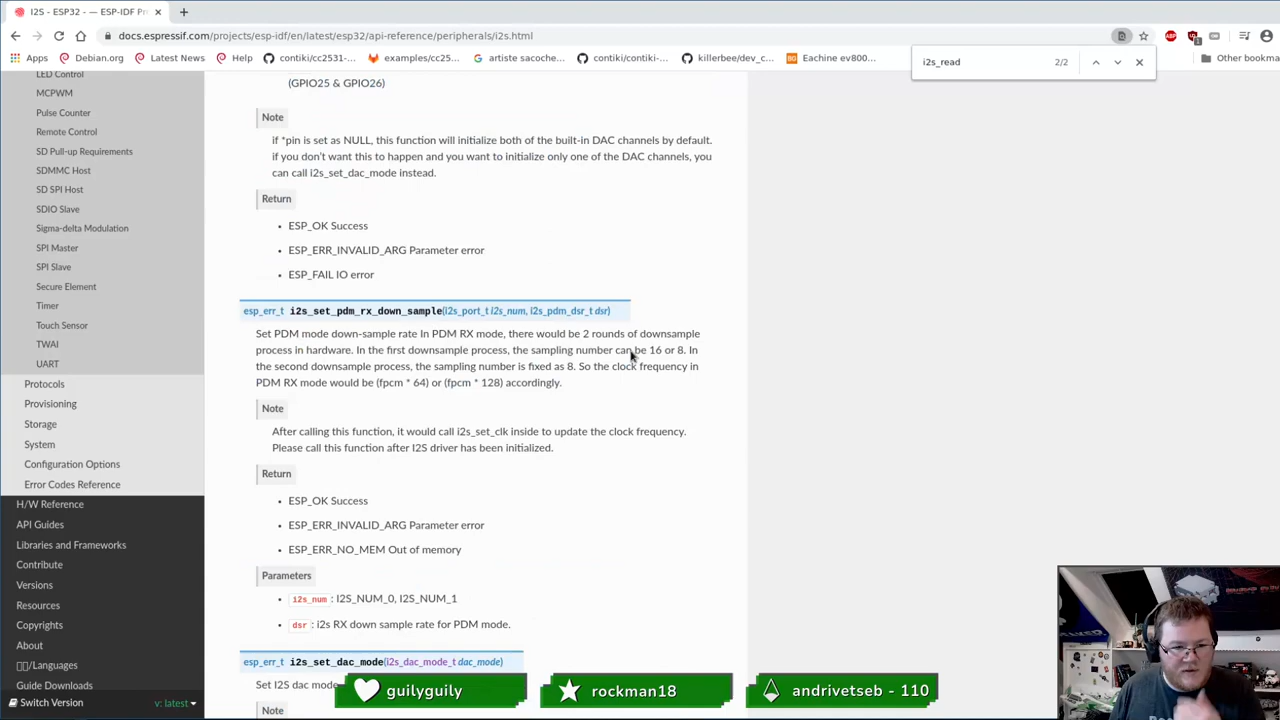 I2S - ESP32 - — ESP-IDF Pr
docs.espressif.com/projects/esp-idf/en/latest/esp32/api-reference/peripherals/i2s.html
Apps
Debian.org
Latest News
Help
contiki/cc2531-...
examples/cc25...
artiste sacoche...
contiki/contiki-...
killerbee/dev_c...
Eachine ev800...
Other bookma
i2s_read
2/2
LED Control
MCPWM
Pulse Counter
Remote Control
SD Pull-up Requirements
SDMMC Host
SD SPI Host
SDIO Slave
Sigma-delta Modulation
SPI Master
SPI Slave
Secure Element
Timer
Touch Sensor
TWAI
UART
Protocols
Provisioning
Storage
System
Configuration Options
Error Codes Reference
H/W Reference
API Guides
Libraries and Frameworks
Contribute
Versions
Resources
Copyrights
About
/Languages
Guide Downloads
Switch Version
v: latest
(GPIO25 & GPIO26)
Note
if *pin is set as NULL, this function will initialize both of the built-in DAC channels by default.
if you don't want this to happen and you want to initialize only one of the DAC channels, you
can call i2s_set_dac_mode instead.
Return
• ESP_OK Success
• ESP_ERR_INVALID_ARG Parameter error
• ESP_FAIL IO error
esp_err_t i2s_set_pdm_rx_down_sample(i2s_port_t i2s_num, i2s_pdm_dsr_t dsr)
Set PDM mode down-sample rate In PDM RX mode, there would be 2 rounds of downsample
process in hardware. In the first downsample process, the sampling number can be 16 or 8. In
the second downsample process, the sampling number is fixed as 8. So the clock frequency in
PDM RX mode would be (fpcm * 64) or (fpcm * 128) accordingly.
Note
After calling this function, it would call i2s_set_clk inside to update the clock frequency.
Please call this function after I2S driver has been initialized.
Return
• ESP_OK Success
• ESP_ERR_INVALID_ARG Parameter error
• ESP_ERR_NO_MEM Out of memory
Parameters
• i2s_num : I2S_NUM_0, I2S_NUM_1
• dsr : i2s RX down sample rate for PDM mode.
esp_err_t i2s_set_dac_mode(i2s_dac_mode_t dac_mode)
Set I2S dac mode
Note
guilyguily
rockman18
andrivetseb - 110